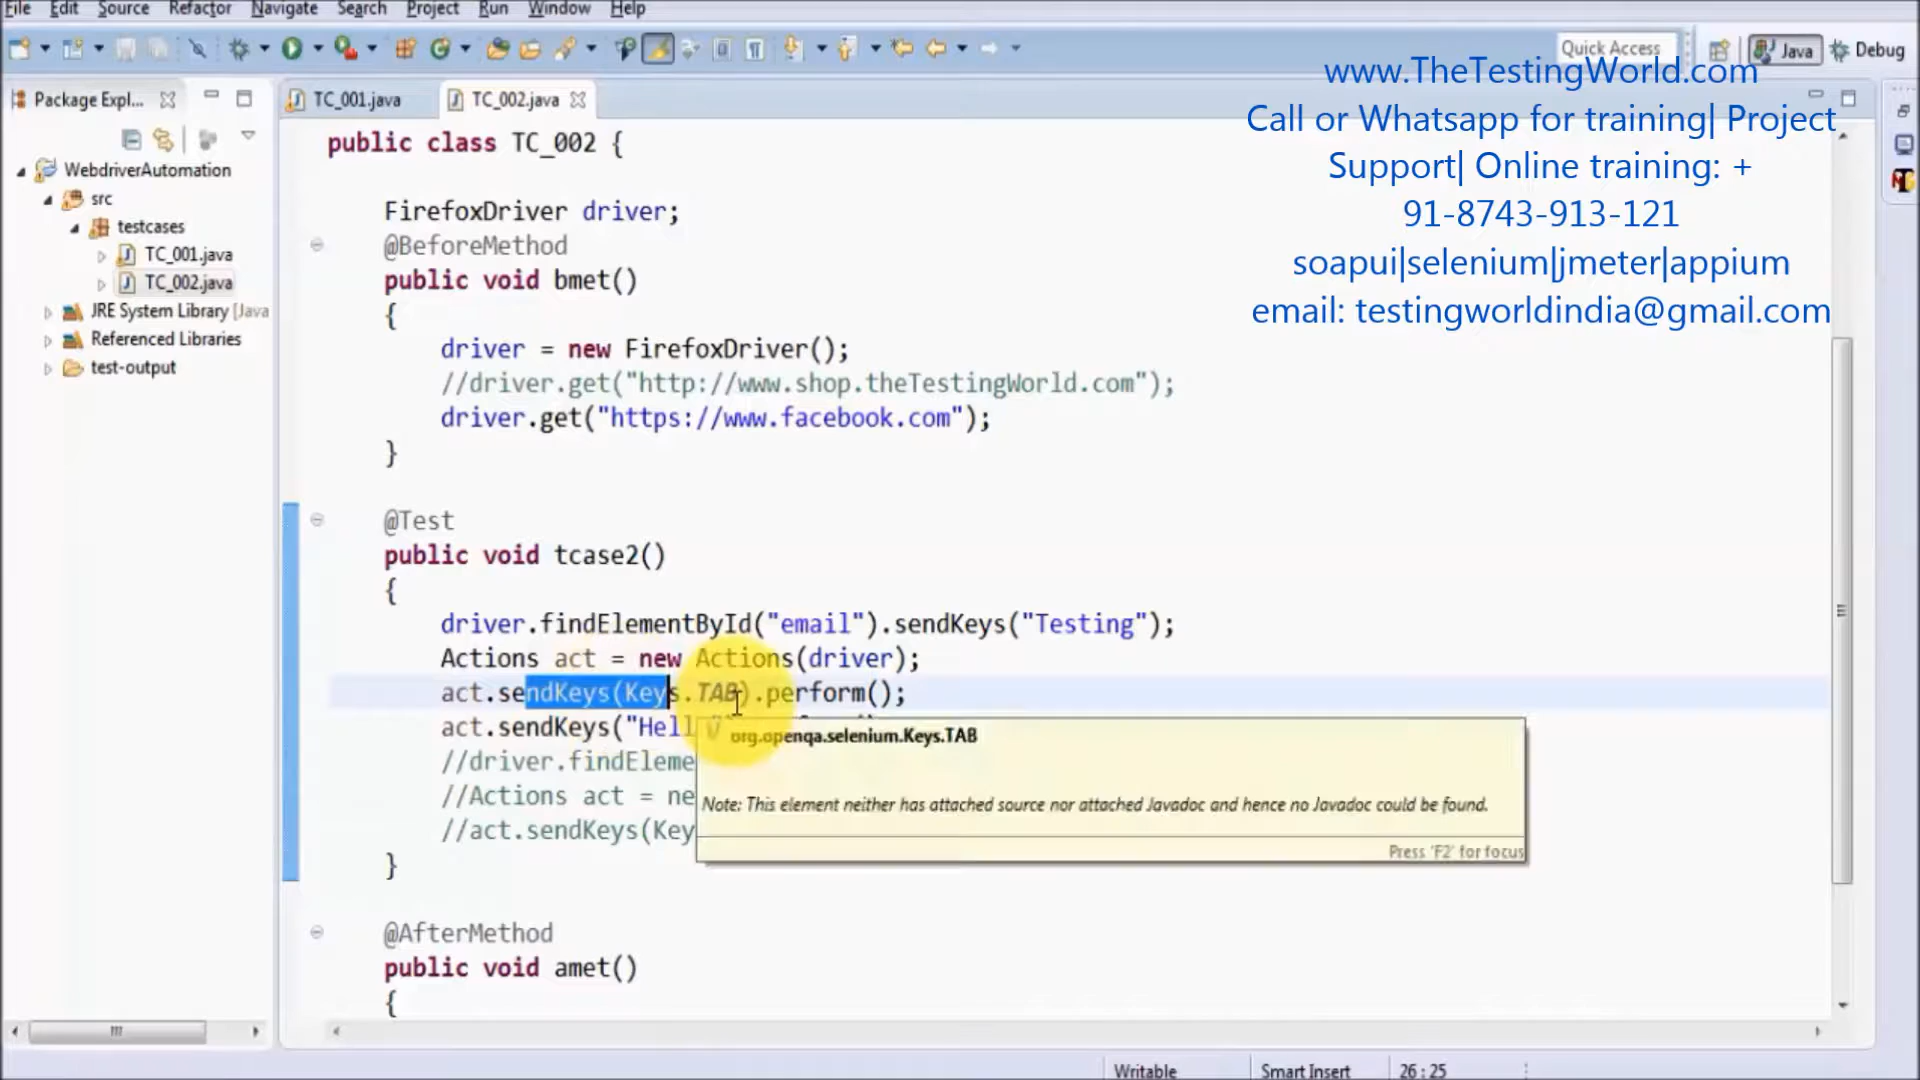 File Edit Source Refactor Navigate Search Project Run Window Help
Quick Access
Java
Debug
www.TheTestingWorld.com
Call or Whatsapp for training| Project
Support| Online training: +
91-8743-913-121
soapui|selenium|jmeter|appium
email: testingworldindia@gmail.com
Package Expl...
WebdriverAutomation
src
testcases
TC_001.java
TC_002.java
JRE System Library [Java
Referenced Libraries
test-output
TC_001.java
TC_002.java
public class TC_002 {
FirefoxDriver driver;
@BeforeMethod
public void bmet()
{
driver = new FirefoxDriver();
//driver.get("http://www.shop.theTestingWorld.com");
driver.get("https://www.facebook.com");
}
@Test
public void tcase2()
{
driver.findElementById("email").sendKeys("Testing");
Actions act = new Actions(driver);
act.sendKeys(Keys.TAB).perform();
act.sendKeys("Hell
//driver.findEleme
//Actions act = ne
//act.sendKeys(Key
}
org.openqa.selenium.Keys.TAB
Note: This element neither has attached source nor attached Javadoc and hence no Javadoc could be found.
Press 'F2' for focus
@AfterMethod
public void amet()
{
Writable
Smart Insert
26 : 25